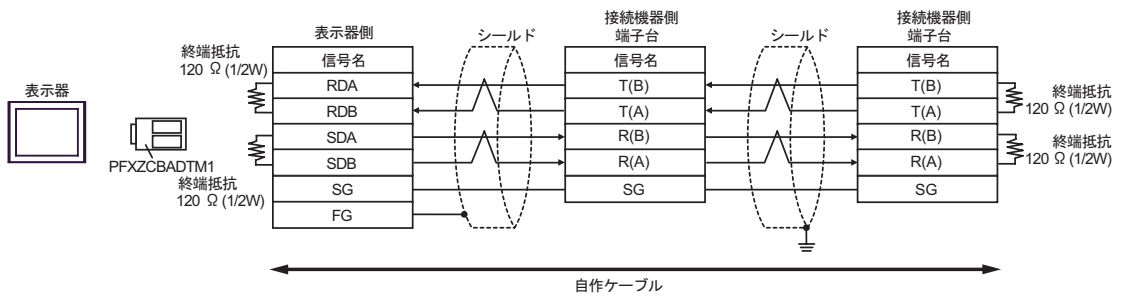 表示器
PFXZCBADTM1
終端抵抗
120 Ω (1/2W)
終端抵抗
120 Ω (1/2W)
表示器側
信号名
RDA
RDB
SDA
SDB
SG
FG
シールド
接続機器側
端子台
信号名
T(B)
T(A)
R(B)
R(A)
SG
シールド
接続機器側
端子台
信号名
T(B)
T(A)
R(B)
R(A)
SG
終端抵抗
120 Ω (1/2W)
終端抵抗
120 Ω (1/2W)
自作ケーブル